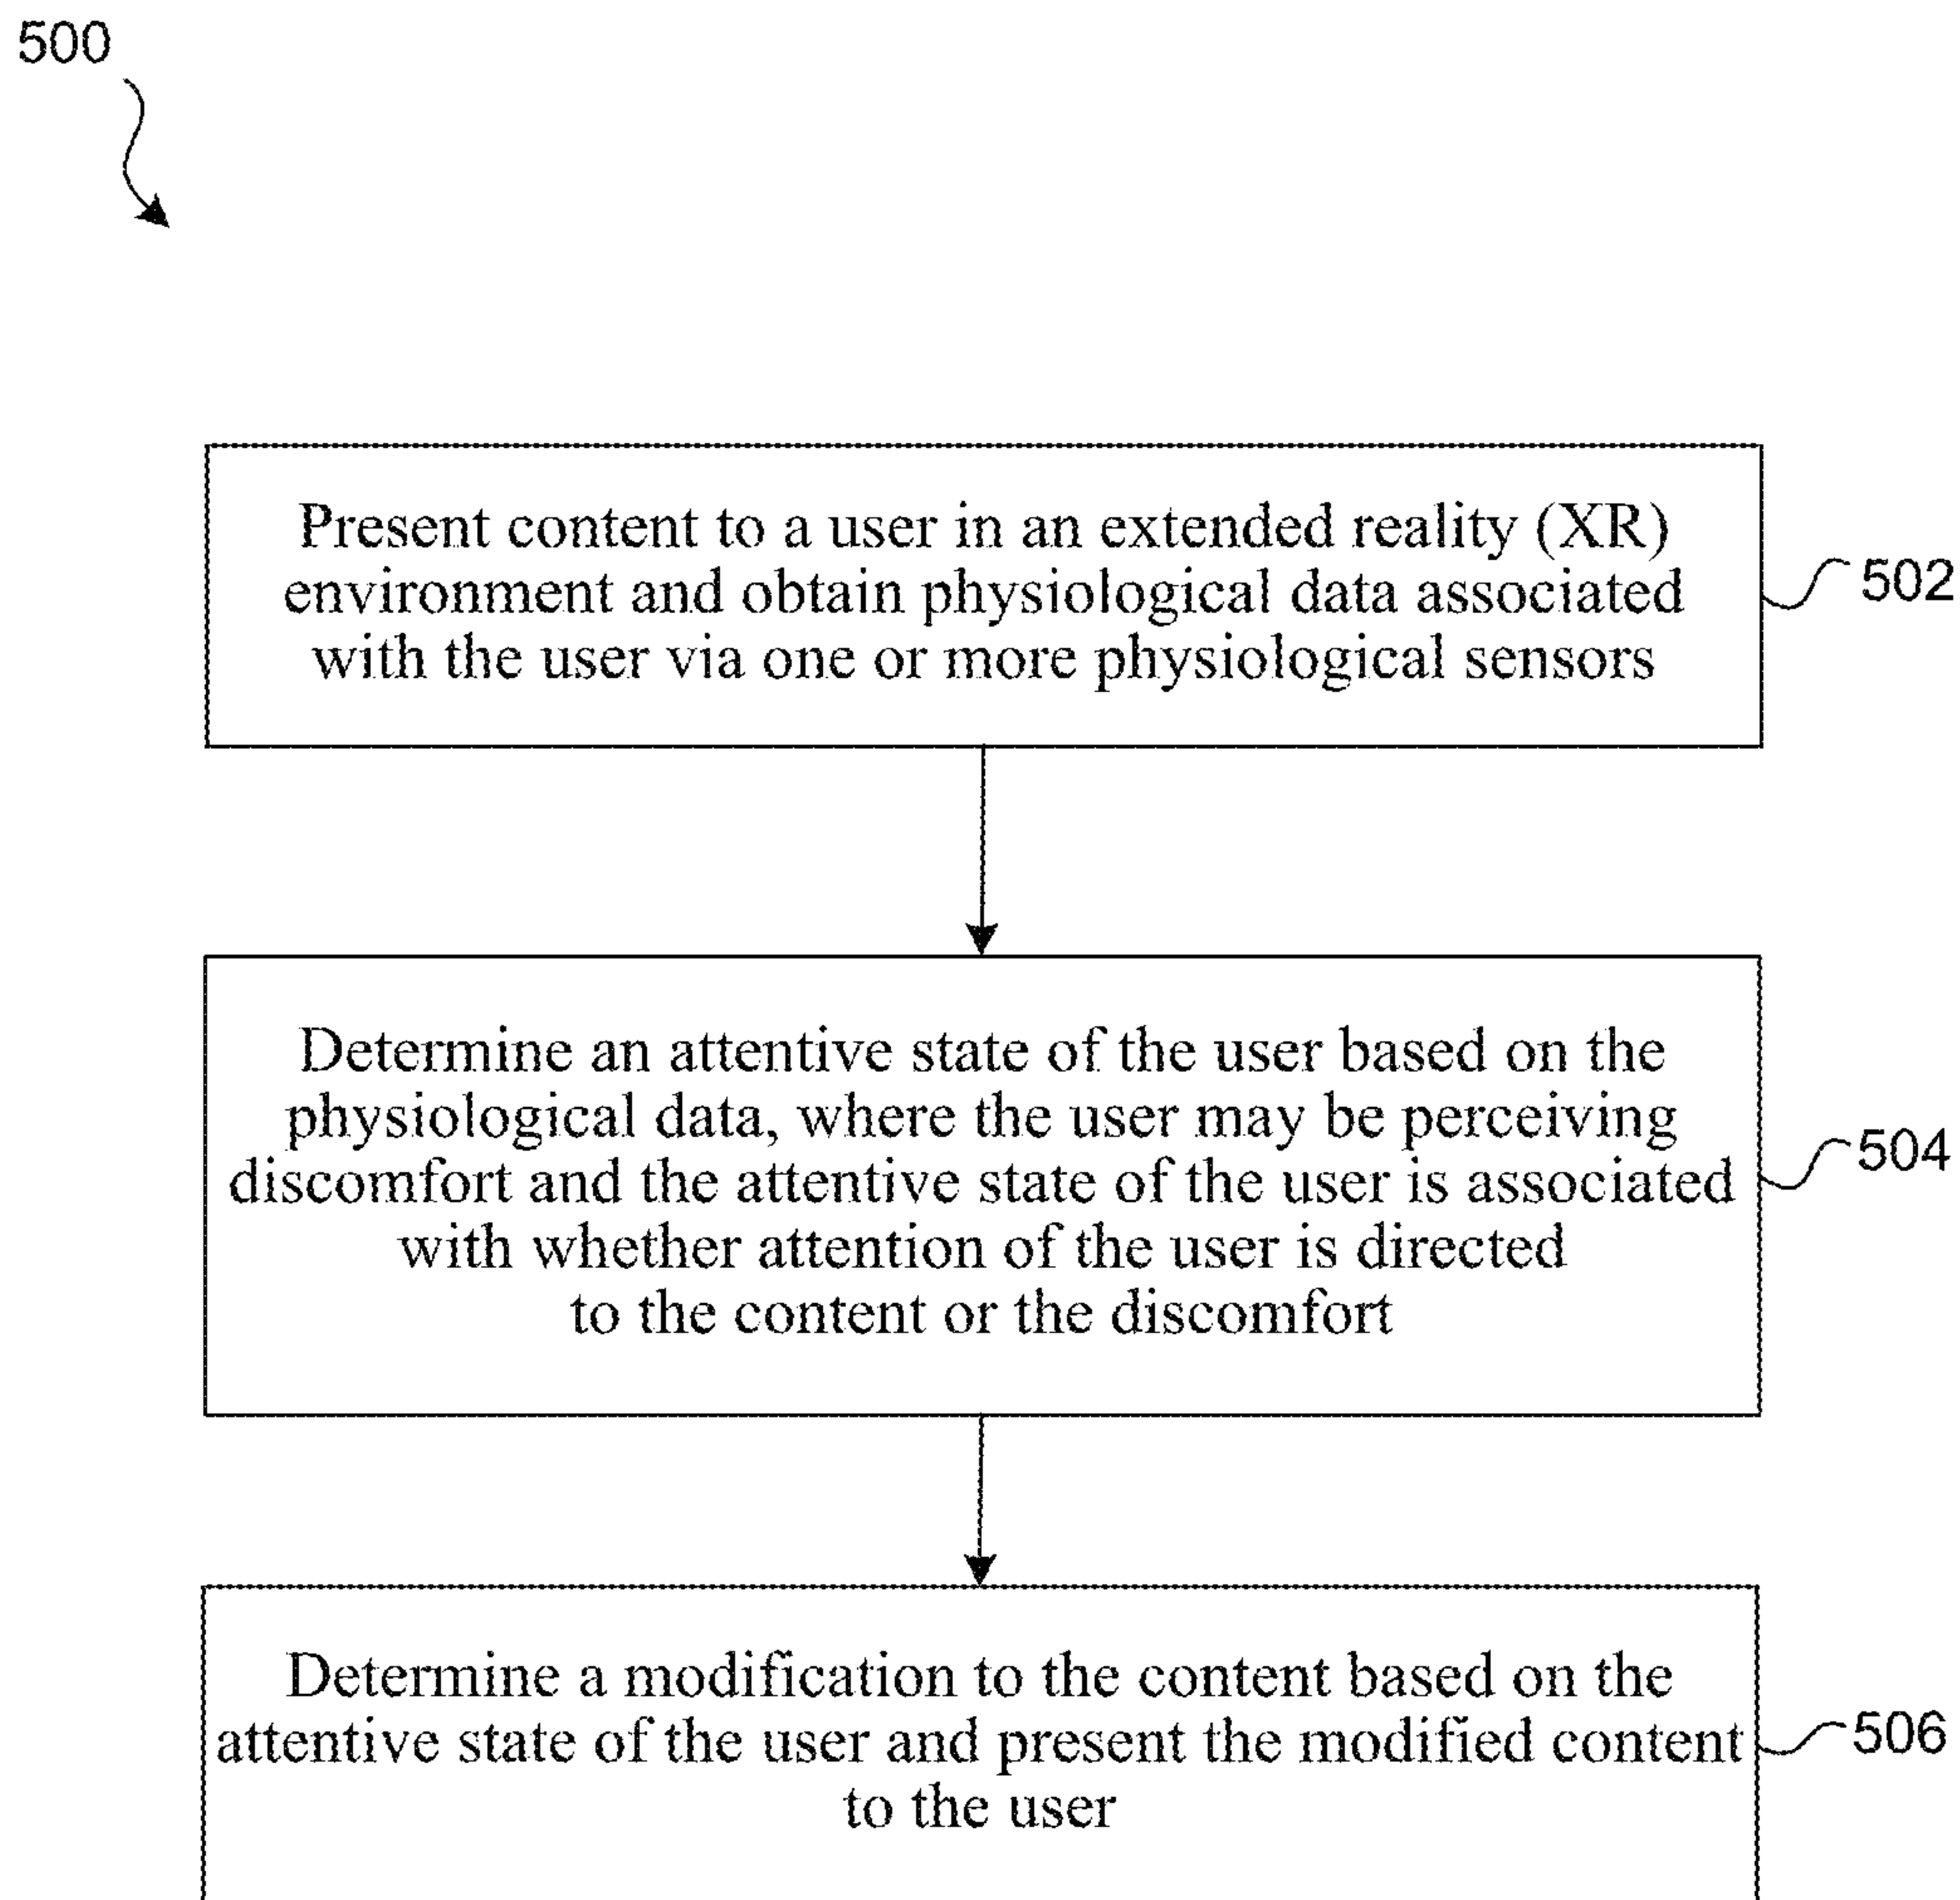 500
Present content to a user in an extended reality (XR)
environment and obtain physiological data associated
with the user via one or more physiological sensors
502
Determine an attentive state of the user based on the
physiological data, where the user may be perceiving
discomfort and the attentive state of the user is associated
with whether attention of the user is directed
to the content or the discomfort
504
Determine a modification to the content based on the
attentive state of the user and present the modified content
to the user
506